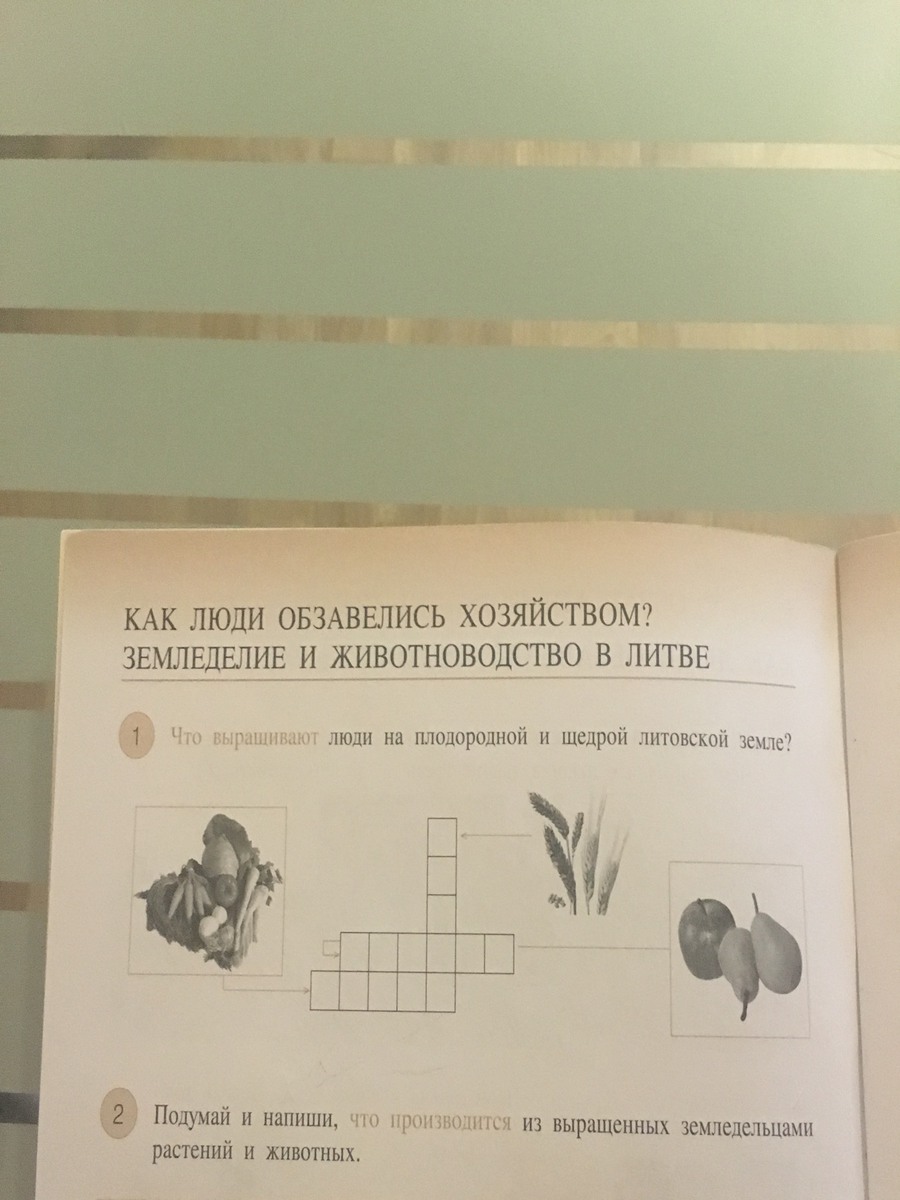 КАК ЛЮДИ ОБЗАВЕЛИСЬ ХОЗЯЙСТВОМ?
ЗЕМЛЕДЕЛИЕ И ЖИВОТНОВОДСТВО В ЛИТВЕ
1 Что выращивают люди на плодородной и щедрой литовской земле?
2 Подумай и напиши, что производится из выращенных земледельцами
растений и животных.